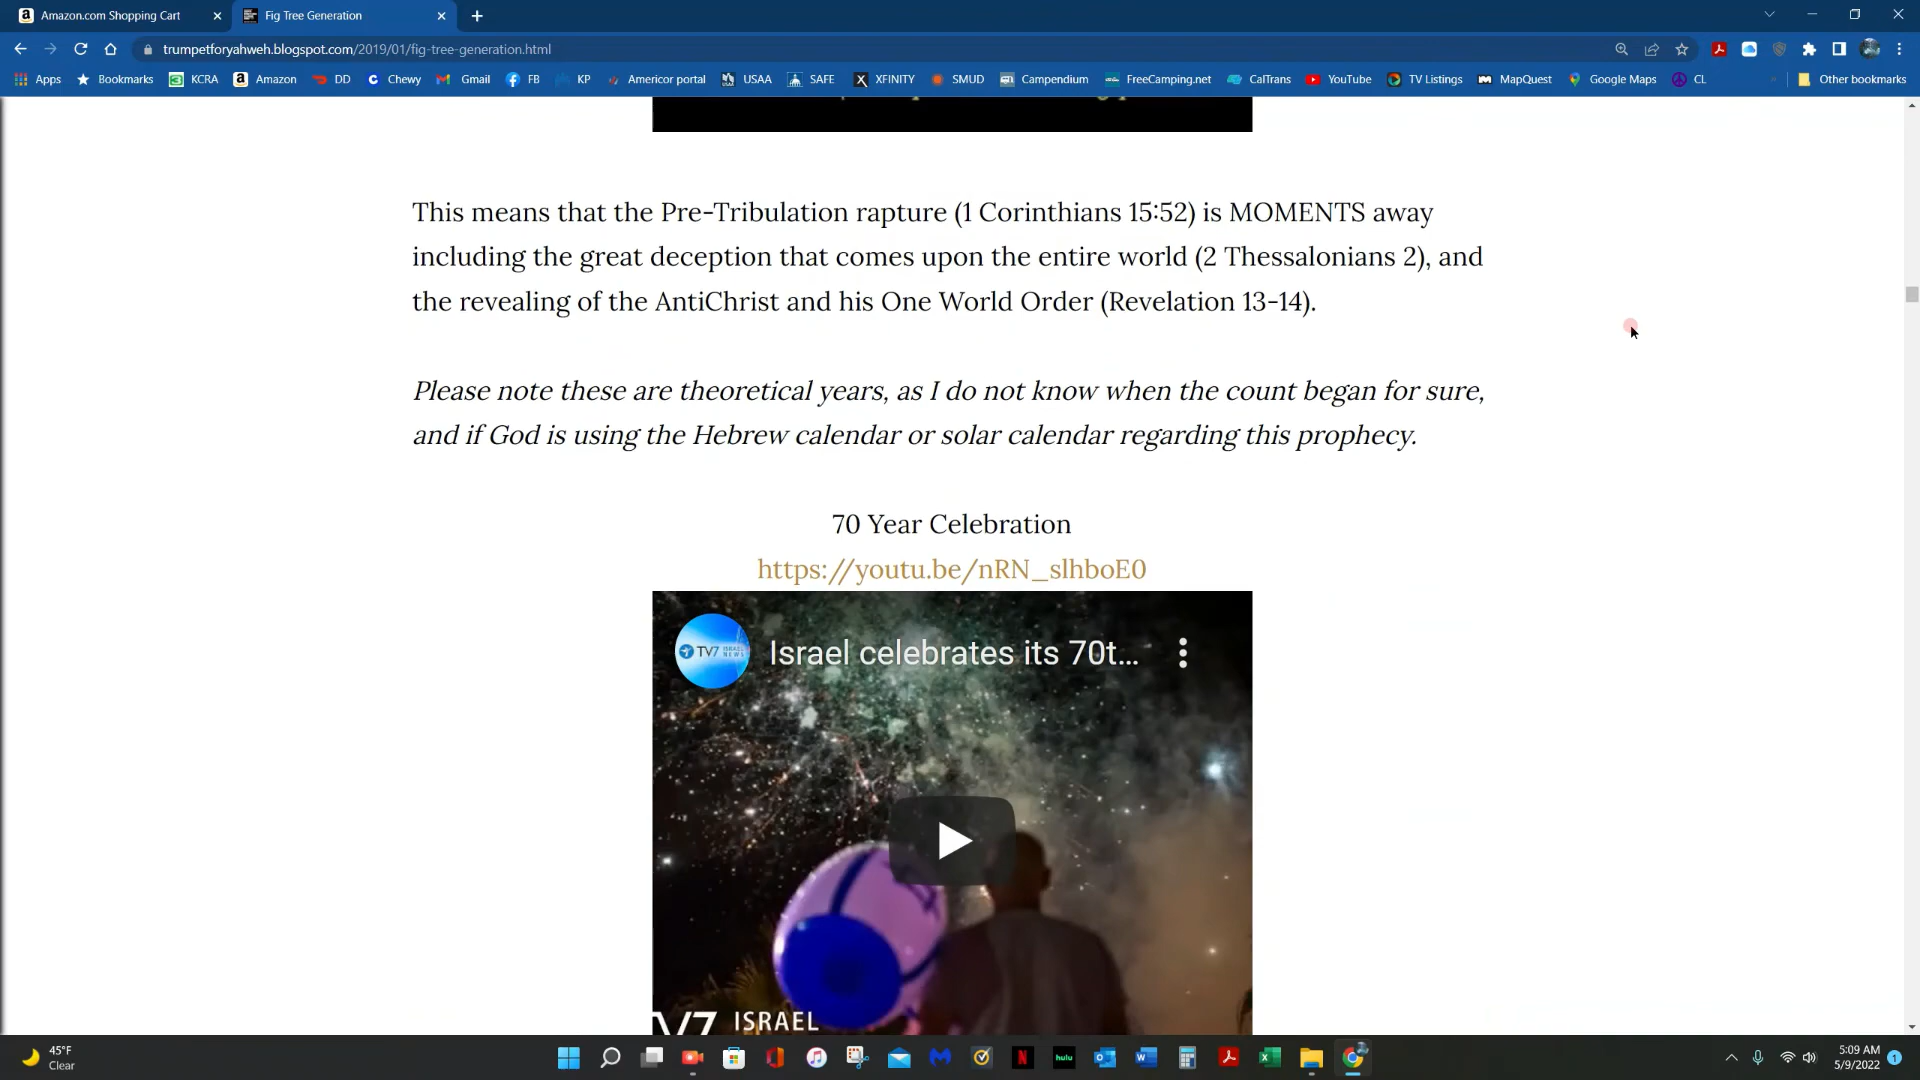 Amazon.com Shopping Cart
Fig Tree Generation
trumpetforyahweh.blogspot.com/2019/01/fig-tree-generation.html
Apps Bookmarks KCRA Amazon DD Chewy Gmail FB KP Americor portal USAA SAFE XFINITY SMUD Campendium FreeCamping.net CalTrans YouTube TV Listings MapQuest Google Maps CL Other bookmarks
This means that the Pre-Tribulation rapture (1 Corinthians 15:52) is MOMENTS away
including the great deception that comes upon the entire world (2 Thessalonians 2), and
the revealing of the AntiChrist and his One World Order (Revelation 13-14).
Please note these are theoretical years, as I do not know when the count began for sure,
and if God is using the Hebrew calendar or solar calendar regarding this prophecy.
70 Year Celebration
https://youtu.be/nRN_slhboE0
TV7 ISRAEL NEWS
Israel celebrates its 70t...
TV7 ISRAEL
45°F
Clear
hulu
5:09 AM
5/9/2022
1